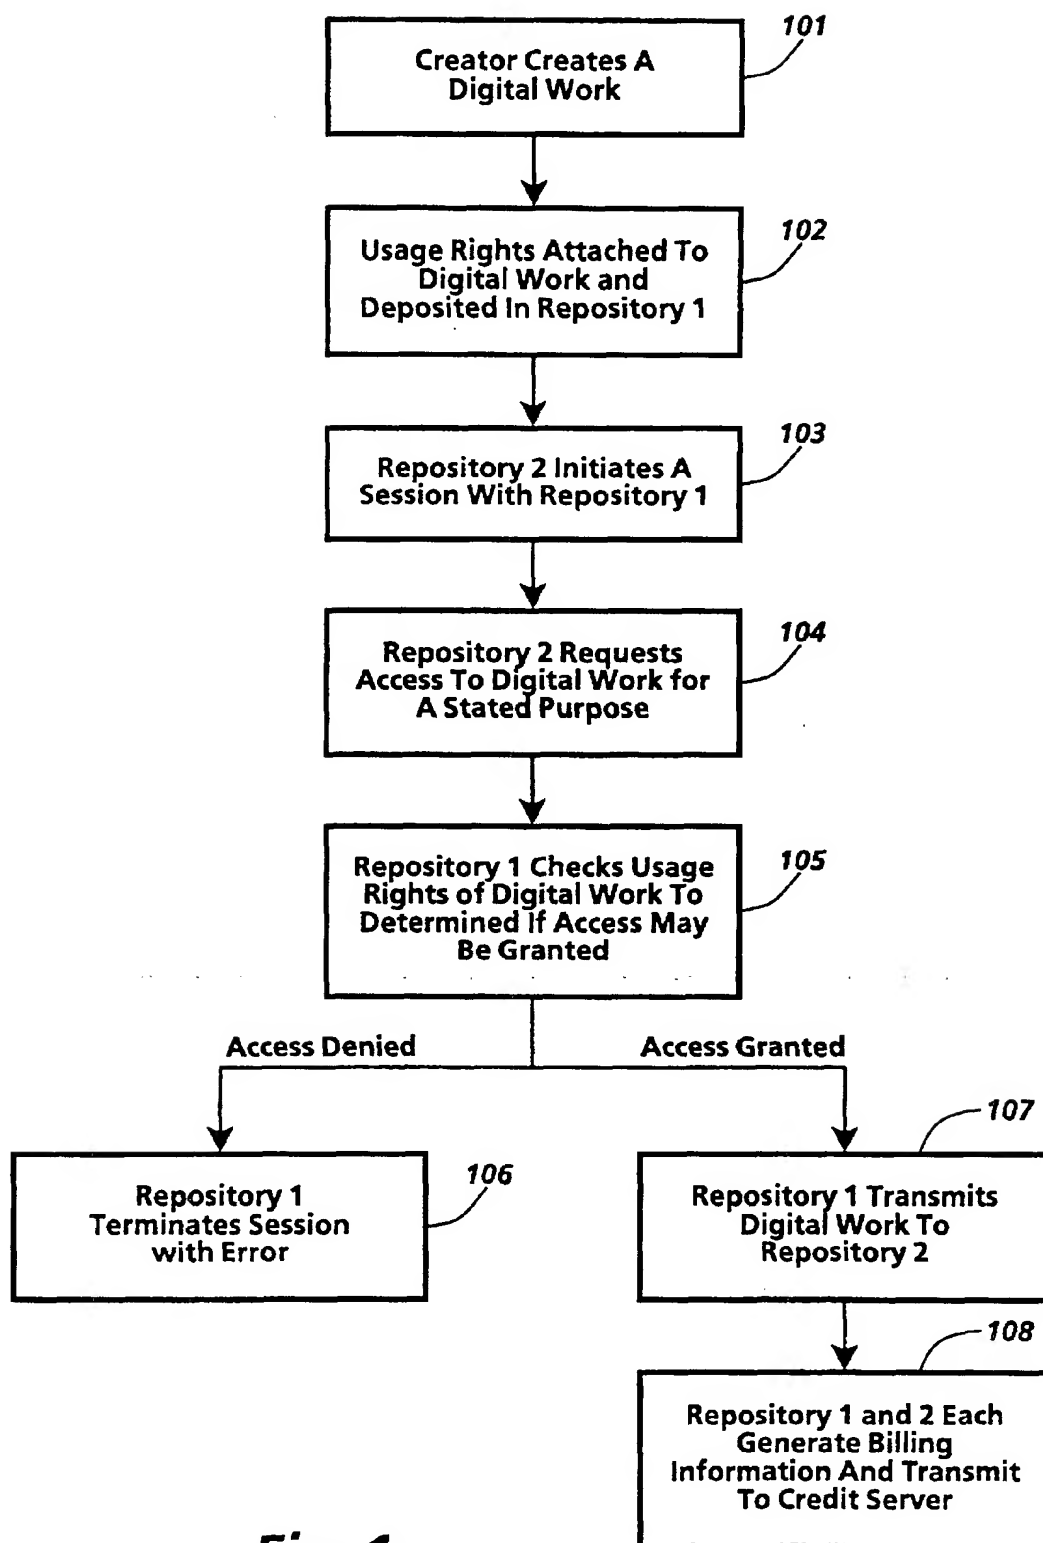 101
Creator Creates A
Digital Work
102
Usage Rights Attached To
Digital Work and
Deposited In Repository 1
103
Repository 2 Initiates A
Session With Repository 1
104
Repository 2 Requests
Access To Digital Work for
A Stated Purpose
105
Repository 1 Checks Usage
Rights of Digital Work To
Determined If Access May
Be Granted
Access Denied
Access Granted
106
Repository 1
Terminates Session
with Error
107
Repository 1 Transmits
Digital Work To
Repository 2
108
Repository 1 and 2 Each
Generate Billing
Information And Transmit
To Credit Server